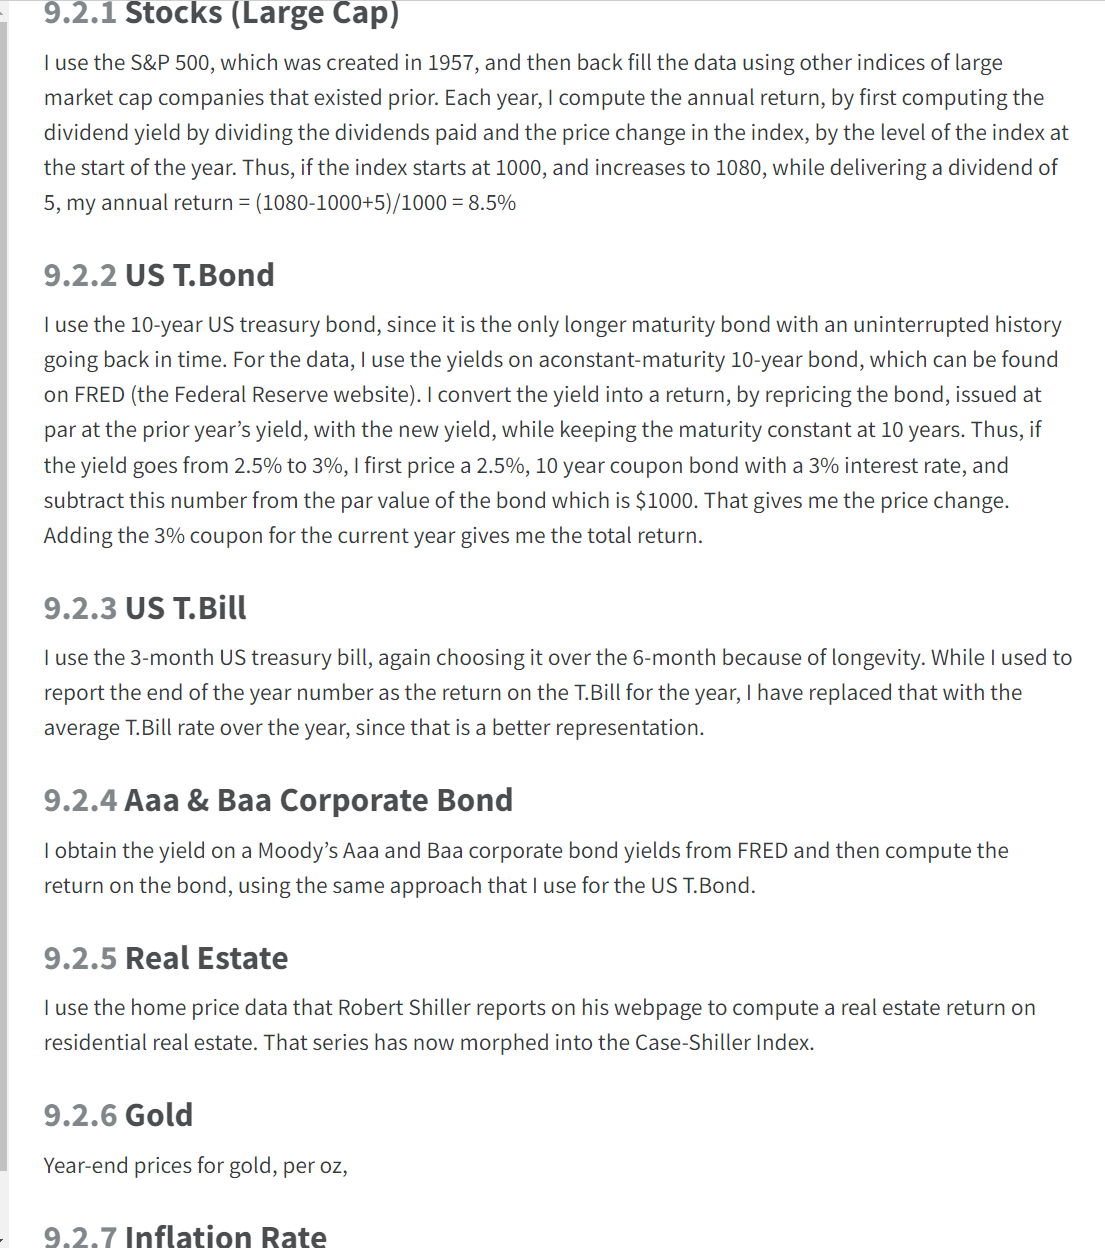 9.2.1 Stocks (Large Cap)
I use the S&P 500, which was created in 1957, and then back fill the data using other indices of large
market cap companies that existed prior. Each year, I compute the annual return, by first computing the
dividend yield by dividing the dividends paid and the price change in the index, by the level of the index at
the start of the year. Thus, if the index starts at 1000, and increases to 1080, while delivering a dividend of
5, my annual return = (1080-1000+5)/1000 = 8.5%
9.2.2 US T.Bond
I use the 10-year US treasury bond, since it is the only longer maturity bond with an uninterrupted history
going back in time. For the data, I use the yields on aconstant-maturity 10-year bond, which can be found
on FRED (the Federal Reserve website). I convert the yield into a return, by repricing the bond, issued at
par at the prior year’s yield, with the new yield, while keeping the maturity constant at 10 years. Thus, if
the yield goes from 2.5% to 3%, I first price a 2.5%, 10 year coupon bond with a 3% interest rate, and
subtract this number from the par value of the bond which is $1000. That gives me the price change.
Adding the 3% coupon for the current year gives me the total return.
9.2.3 US T.Bill
I use the 3-month US treasury bill, again choosing it over the 6-month because of longevity. While I used to
report the end of the year number as the return on the T.Bill for the year, I have replaced that with the
average T.Bill rate over the year, since that is a better representation.
9.2.4 Aaa & Baa Corporate Bond
I obtain the yield on a Moody’s Aaa and Baa corporate bond yields from FRED and then compute the
return on the bond, using the same approach that I use for the US T.Bond.
9.2.5 Real Estate
I use the home price data that Robert Shiller reports on his webpage to compute a real estate return on
residential real estate. That series has now morphed into the Case-Shiller Index.
9.2.6 Gold
Year-end prices for gold, per oz,
9.2.7 Inflation Rate